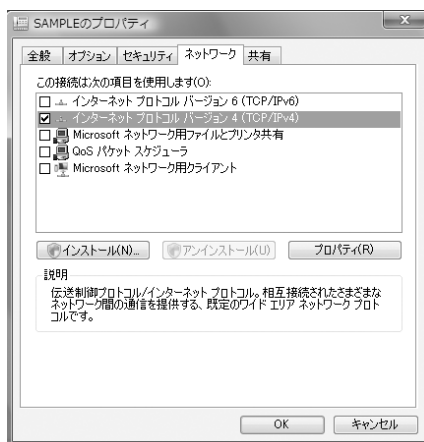 SAMPLEのプロパティ
全般 オプション セキュリティ ネットワーク 共有
この接続は次の項目を使用します(O):
インターネット プロトコル バージョン 6 (TCP/IPv6)
インターネット プロトコル バージョン 4 (TCP/IPv4)
Microsoft ネットワーク用ファイルとプリンタ共有
QoS パケット スケジューラ
Microsoft ネットワーク用クライアント
インストール(N)... アンインストール(U) プロパティ(R)
説明
伝送制御プロトコル/インターネット プロトコル。相互接続されたさまざまな
ネットワーク間の通信を提供する、既定のワイド エリア ネットワーク プロト
コルです。
OK キャンセル